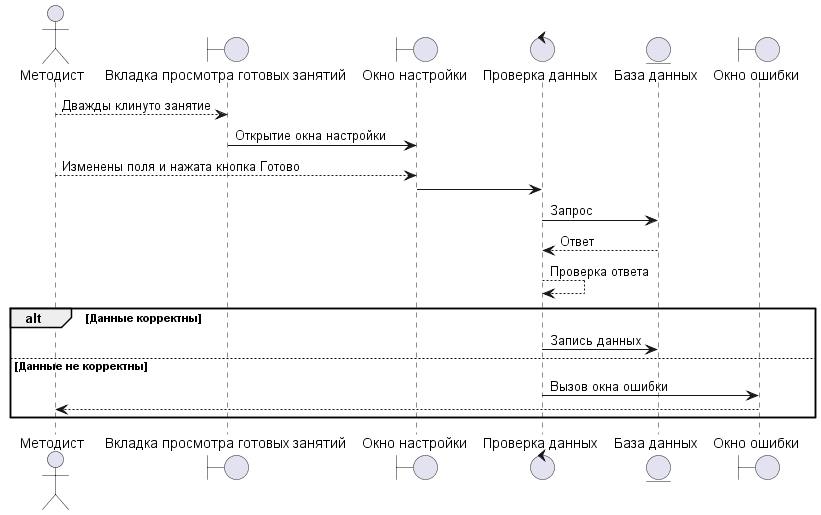 Методист Вкладка просмотра готовых занятий Окно настройки Проверка данных База данных Окно ошибки
Дважды клинуто занятие
Открытие окна настройки
Изменены поля и нажата кнопка Готово
Запрос
Ответ
Проверка ответа
alt [Данные корректны]
Запись данных
[Данные не корректны]
Вызов окна ошибки
Методист Вкладка просмотра готовых занятий Окно настройки Проверка данных База данных Окно ошибки